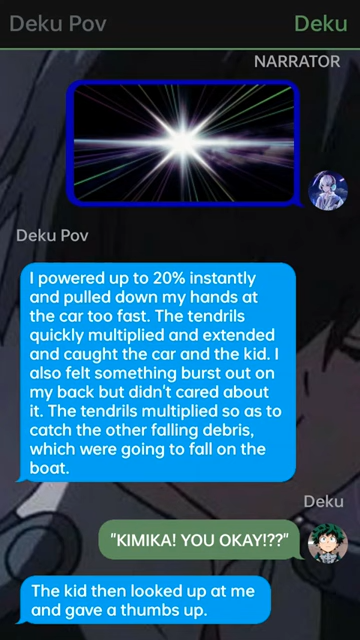 Deku Pov
Deku
NARRATOR
Deku Pov
I powered up to 20% instantly
and pulled down my hands at
the car too fast. The tendrils
quickly multiplied and extended
and caught the car and the kid. I
also felt something burst out on
my back but didn't cared about
it. The tendrils multiplied so as to
catch the other falling debris,
which were going to fall on the
boat.
Deku
"KIMIKA! YOU OKAY!??"
The kid then looked up at me
and gave a thumbs up.